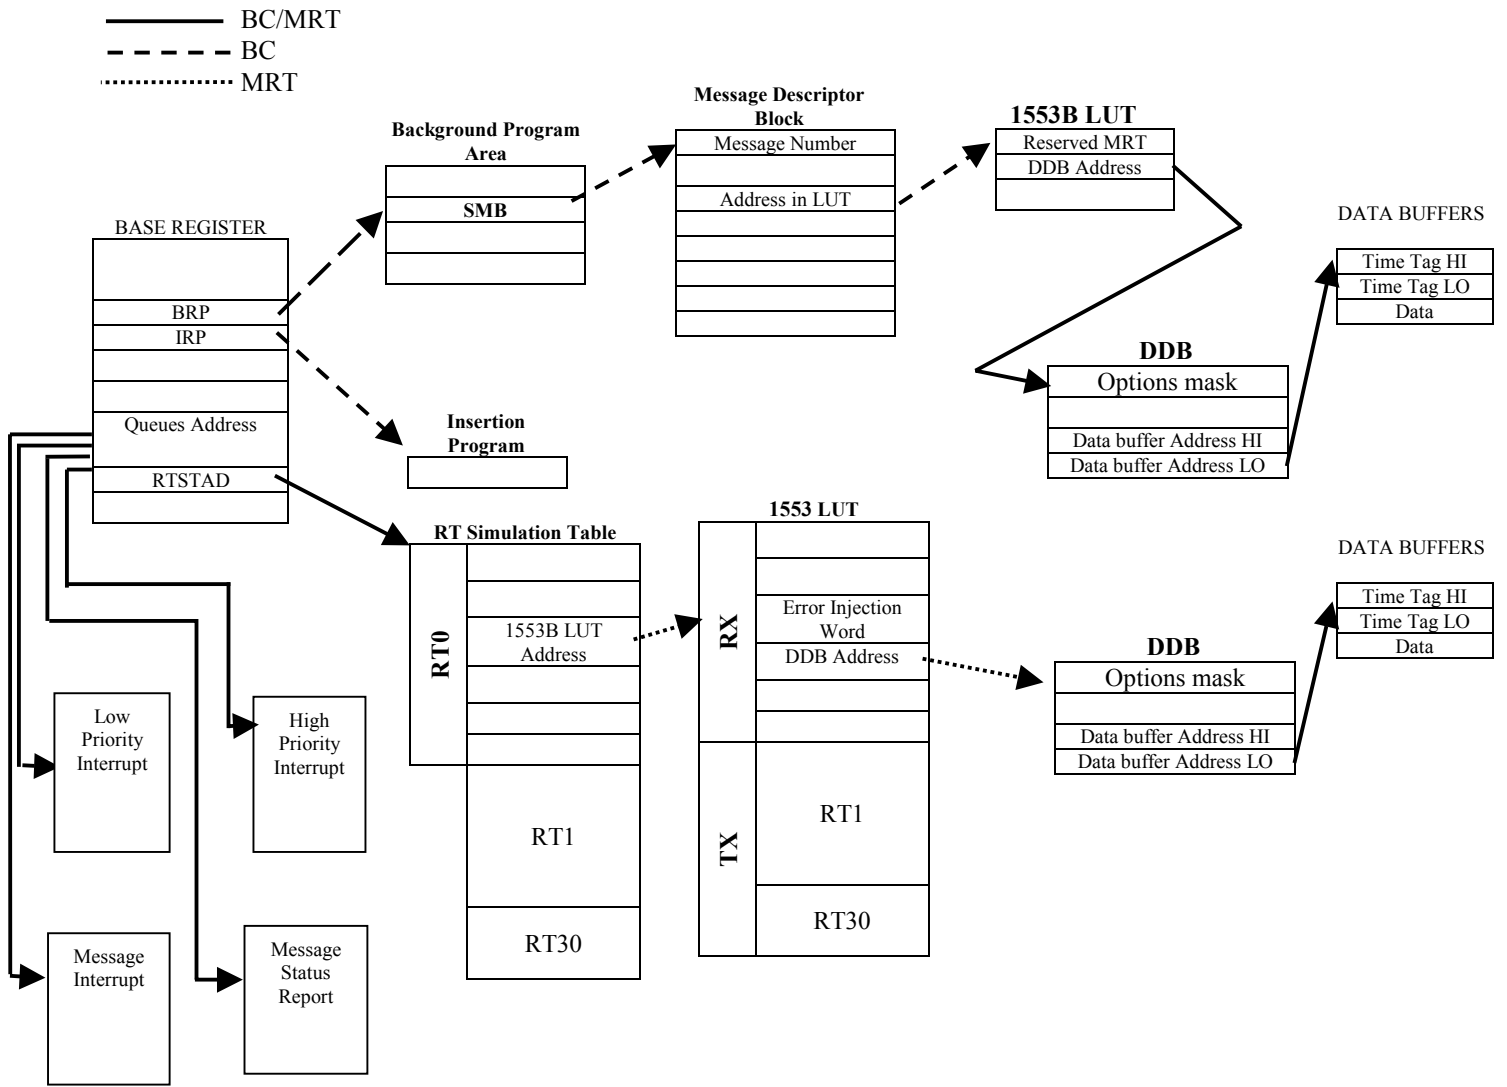 BC/MRT
BC
MRT
Background Program
Area
SMB
Message Descriptor
Block
Message Number
Address in LUT
1553B LUT
Reserved MRT
DDB Address
DATA BUFFERS
Time Tag HI
Time Tag LO
Data
BASE REGISTER
BRP
IRP
Queues Address
RTSTAD
DDB
Options mask
Data buffer Address HI
Data buffer Address LO
Insertion
Program
RT Simulation Table
RT0
1553B LUT
Address
RT1
RT30
1553 LUT
RX
Error Injection
Word
DDB Address
TX
RT1
RT30
DATA BUFFERS
Time Tag HI
Time Tag LO
Data
DDB
Options mask
Data buffer Address HI
Data buffer Address LO
Low
Priority
Interrupt
High
Priority
Interrupt
Message
Interrupt
Message
Status
Report